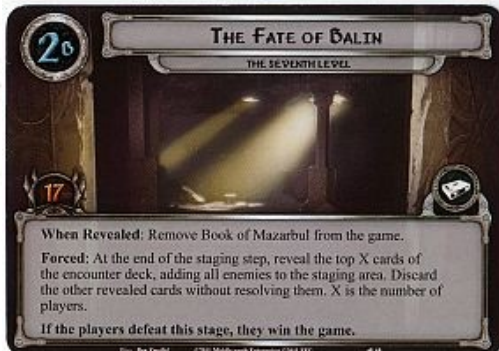 2B
THE FATE OF BALIN
THE SEVENTH LEVEL
17
When Revealed: Remove Book of Mazarbul from the game.
Forced: At the end of the staging step, reveal the top X cards of
the encounter deck, adding all enemies to the staging area. Discard
the other revealed cards without resolving them. X is the number of
players.
If the players defeat this stage, they win the game.